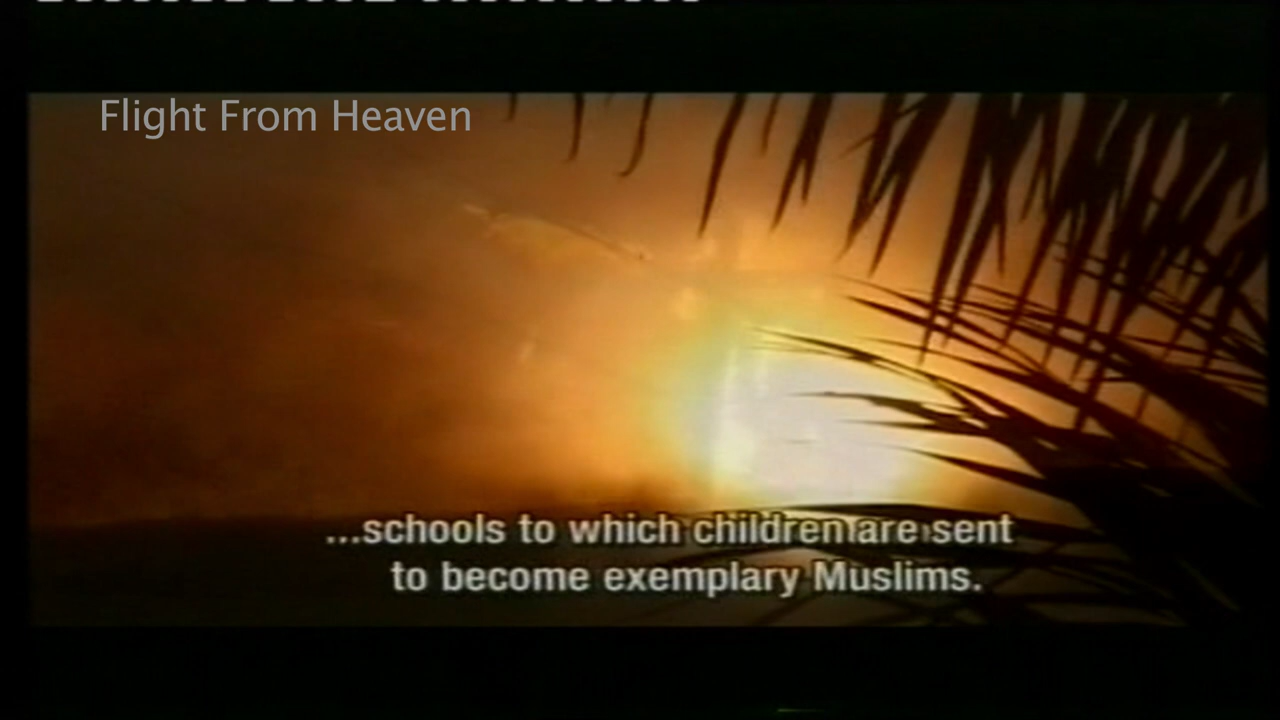 Flight From Heaven
...schools to which children are sent
to become exemplary Muslims.